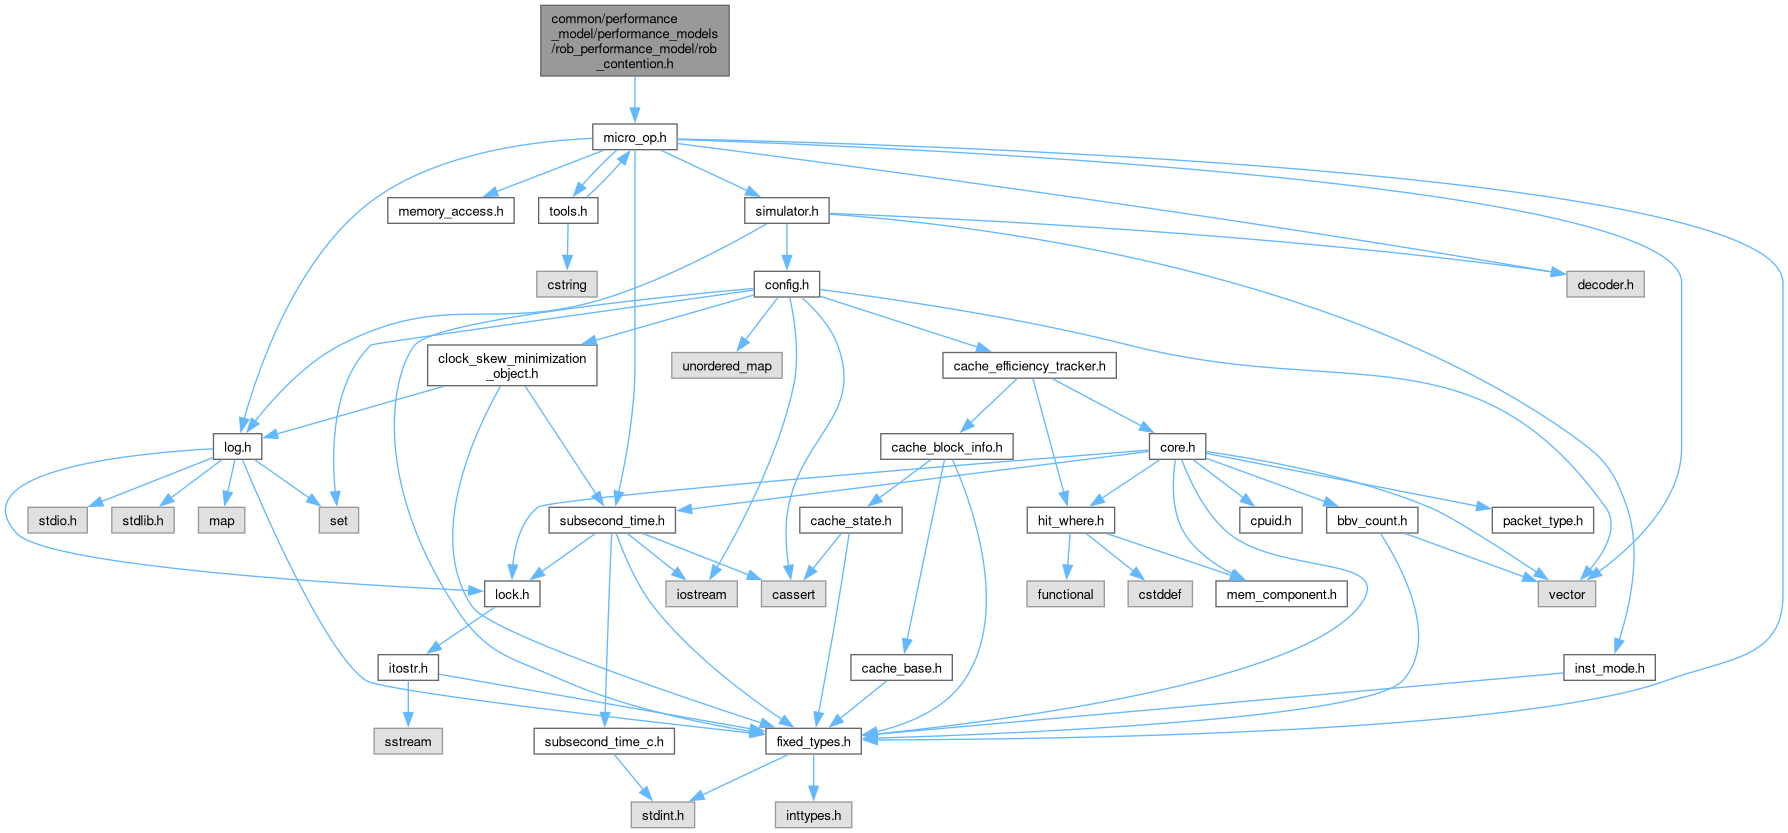 common/performance
_model/performance_models
/rob_performance_model/rob
_contention.h
micro_op.h
memory_access.h
tools.h
simulator.h
cstring
config.h
decoder.h
clock_skew_minimization
_object.h
unordered_map
cache_efficiency_tracker.h
log.h
cache_block_info.h
core.h
stdio.h
stdlib.h
map
set
subsecond_time.h
cache_state.h
hit_where.h
cpuid.h
bbv_count.h
packet_type.h
lock.h
iostream
cassert
functional
cstddef
mem_component.h
vector
itostr.h
cache_base.h
inst_mode.h
sstream
subsecond_time_c.h
fixed_types.h
stdint.h
inttypes.h